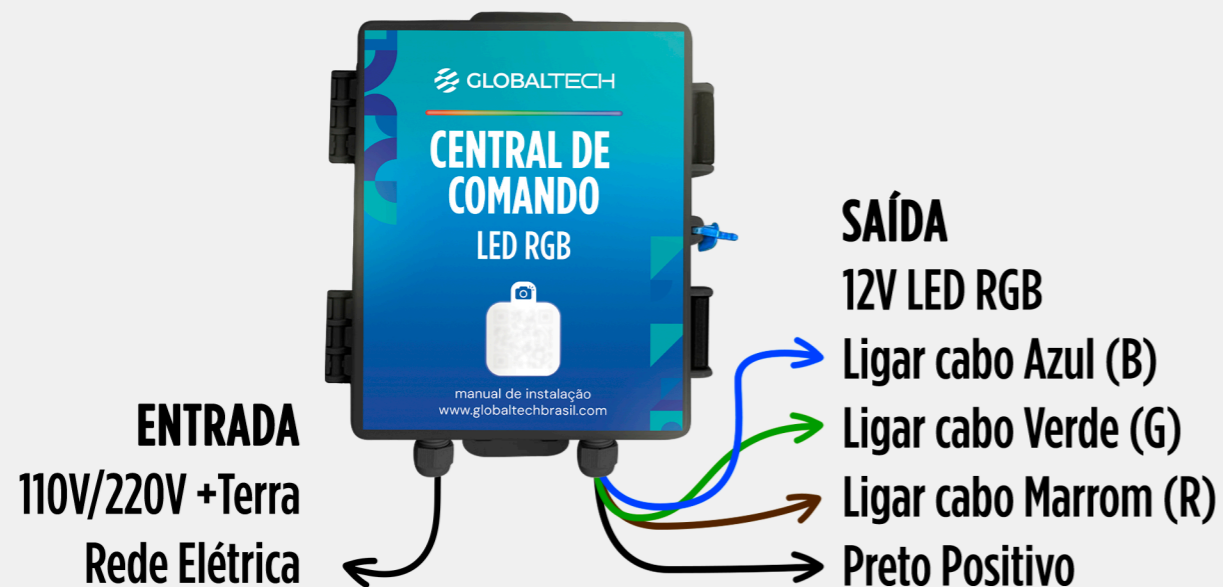 GLOBALTECH
CENTRAL DE
COMANDO
LED RGB
manual de instalação
www.globaltechbrasil.com
ENTRADA
110V/220V +Terra
Rede Elétrica
SAÍDA
12V LED RGB
Ligar cabo Azul (B)
Ligar cabo Verde (G)
Ligar cabo Marrom (R)
Preto Positivo